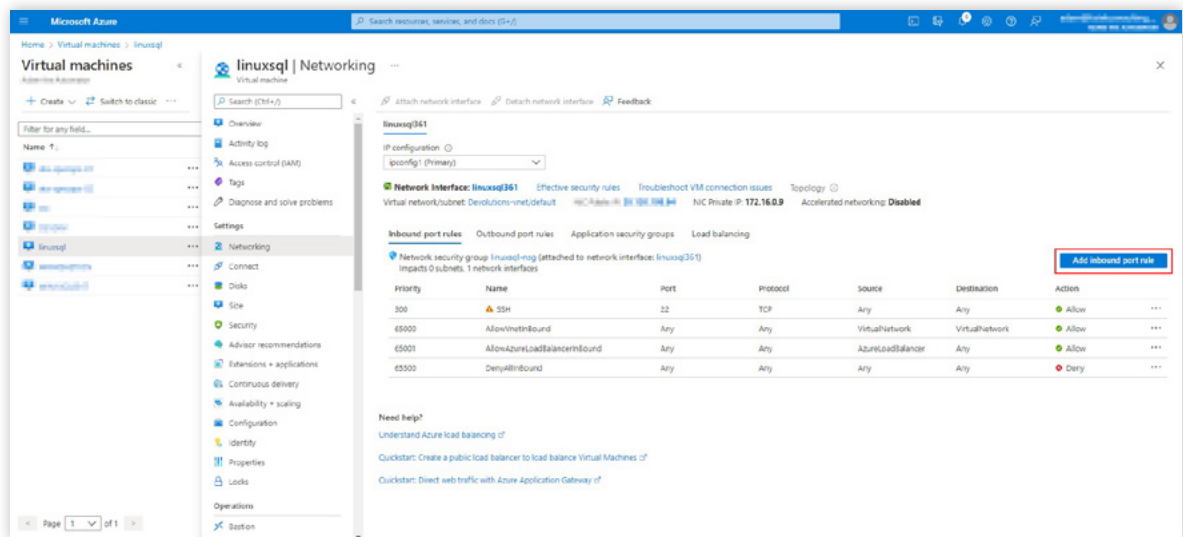 Microsoft Azure
Search resources, services, and docs (G+/)
Home > Virtual machines > linuxsql
Virtual machines
+ Create Switch to classic ...
Filter for any field...
Name ↑↓
linuxsql
< Page 1 of 1 >
linuxsql | Networking ...
Virtual machine
Search (Ctrl+/)
Overview
Activity log
Access control (IAM)
Tags
Diagnose and solve problems
Settings
Networking
Connect
Disks
Size
Security
Advisor recommendations
Extensions + applications
Continuous delivery
Availability + scaling
Configuration
Identity
Properties
Locks
Operations
Bastion
Attach network interface Detach network interface Feedback
linuxsql361
IP configuration
ipconfig1 (Primary)
Network Interface: linuxsql361 Effective security rules Troubleshoot VM connection issues Topology
Virtual network/subnet: Devolutions-vnet/default NIC Private IP: 172.16.0.9 Accelerated networking: Disabled
Inbound port rules Outbound port rules Application security groups Load balancing
Network security group linuxsql-nsg (attached to network interface: linuxsql361)
Impacts 0 subnets, 1 network interfaces
Add inbound port rule
Priority Name Port Protocol Source Destination Action
300 SSH 22 TCP Any Any Allow ...
65000 AllowVnetInBound Any Any VirtualNetwork VirtualNetwork Allow ...
65001 AllowAzureLoadBalancerInBound Any Any AzureLoadBalancer Any Allow ...
65500 DenyAllInBound Any Any Any Any Deny ...
Need help?
Understand Azure load balancing
Quickstart: Create a public load balancer to load balance Virtual Machines
Quickstart: Direct web traffic with Azure Application Gateway